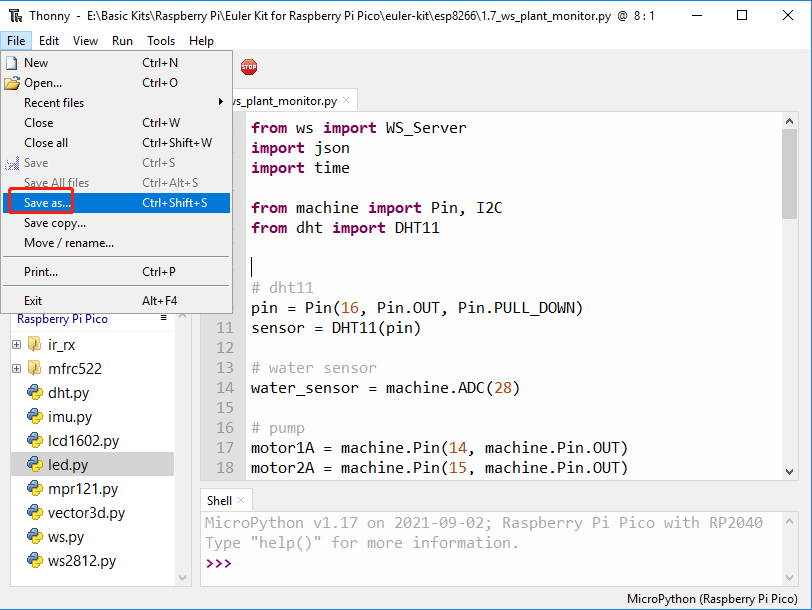 Thonny - E:\Basic Kits\Raspberry Pi\Euler Kit for Raspberry Pi Pico\euler-kit\esp8266\1.7_ws_plant_monitor.py @ 8 : 1
File Edit View Run Tools Help
New Ctrl+N
Open... Ctrl+O
Recent files
Close Ctrl+W
Close all Ctrl+Shift+W
Save Ctrl+S
Save All files Ctrl+Alt+S
Save as... Ctrl+Shift+S
Save copy...
Move / rename...
Print... Ctrl+P
Exit Alt+F4
STOP
ws_plant_monitor.py
from ws import WS_Server
import json
import time
from machine import Pin, I2C
from dht import DHT11
# dht11
pin = Pin(16, Pin.OUT, Pin.PULL_DOWN)
11 sensor = DHT11(pin)
12
13 # water sensor
14 water_sensor = machine.ADC(28)
15
16 # pump
17 motor1A = machine.Pin(14, machine.Pin.OUT)
18 motor2A = machine.Pin(15, machine.Pin.OUT)
Raspberry Pi Pico
ir_rx
mfrc522
dht.py
imu.py
lcd1602.py
led.py
mpr121.py
vector3d.py
ws.py
ws2812.py
Shell
MicroPython v1.17 on 2021-09-02; Raspberry Pi Pico with RP2040
Type "help()" for more information.
>>>
MicroPython (Raspberry Pi Pico)